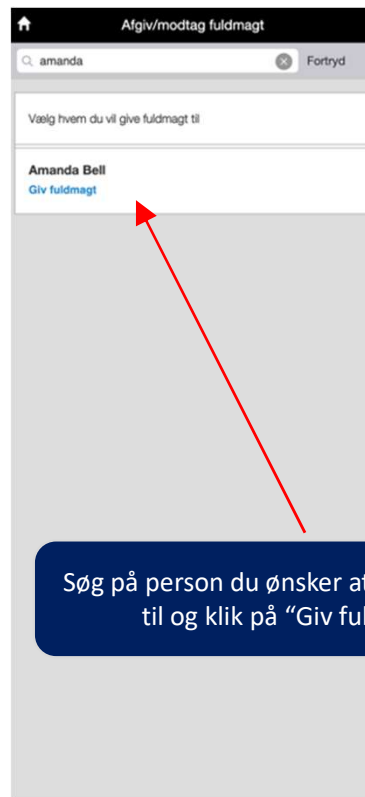 Afgiv/modtag fuldmagt
amanda Fortryd
Vælg hvem du vil give fuldmagt til
Amanda Bell
Giv fuldmagt
Søg på person du ønsker at
til og klik på “Giv ful